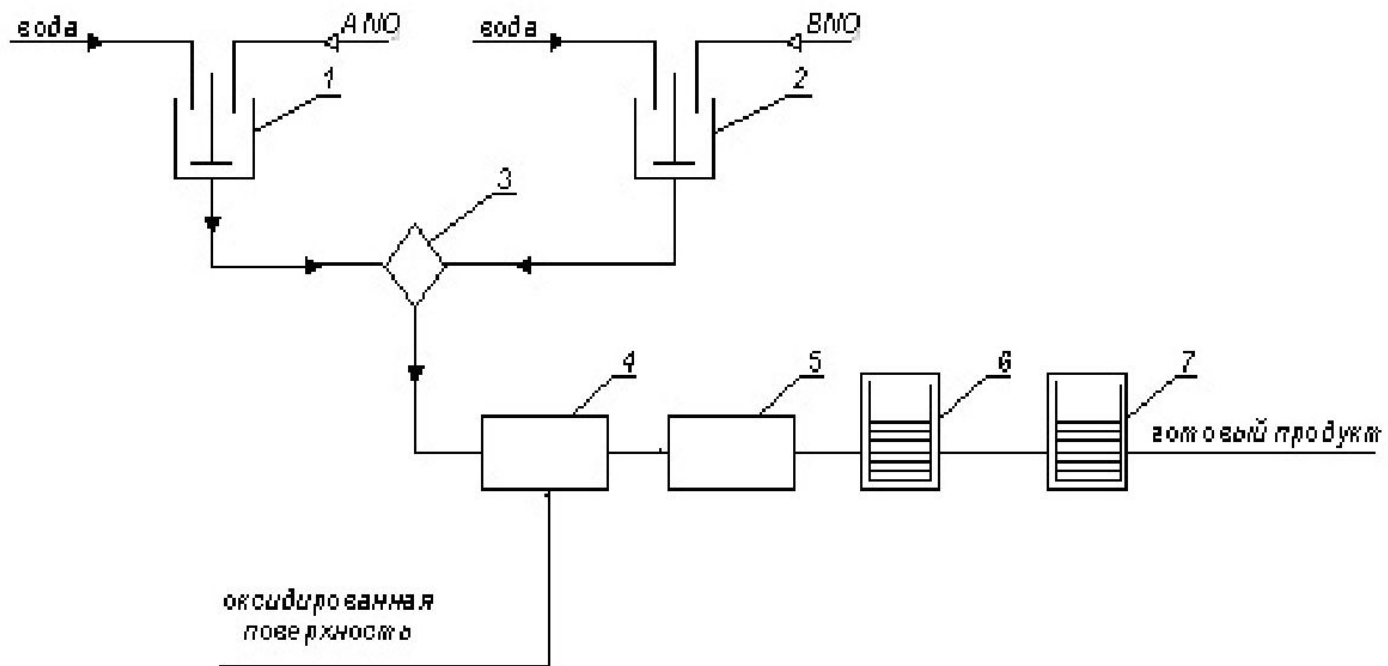 вода
ANO
вода
BNO
1
2
3
4
5
6
7
готовый продукт
оксидированная
поверхность